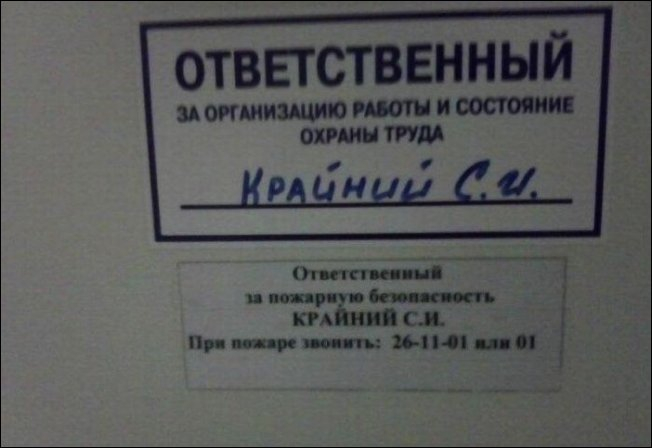 ОТВЕТСТВЕННЫЙ
ЗА ОРГАНИЗАЦИЮ РАБОТЫ И СОСТОЯНИЕ
ОХРАНЫ ТРУДА
КРАЙНИЙ С.И.
Ответственный
за пожарную безопасность
КРАЙНИЙ С.И.
При пожаре звонить: 26-11-01 или 01